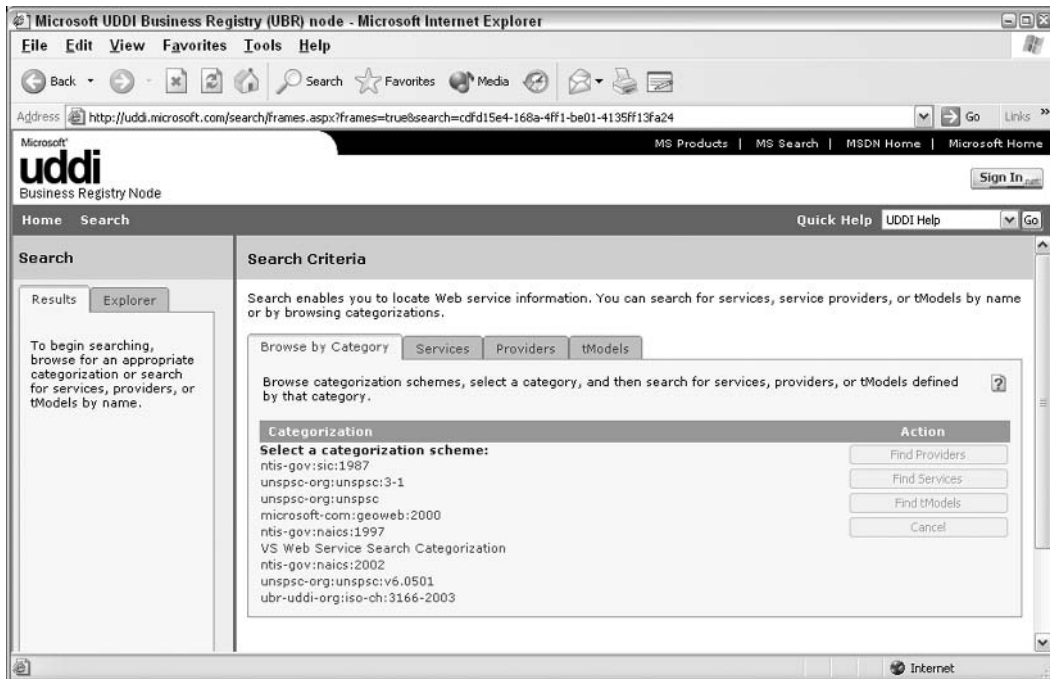 Microsoft UDDI Business Registry (UBR) node - Microsoft Internet Explorer
File Edit View Favorites Tools Help
Back Search Favorites Media
Address http://uddi.microsoft.com/search/frames.aspx?frames=true&search=cdfd15e4-168a-4ff1-be01-4135ff13fa24 Go Links »
Microsoft
MS Products | MS Search | MSDN Home | Microsoft Home
uddi
Business Registry Node
Sign In .net
Home Search Quick Help UDDI Help Go
Search
Results Explorer
To begin searching,
browse for an appropriate
categorization or search
for services, providers, or
tModels by name.
Search Criteria
Search enables you to locate Web service information. You can search for services, service providers, or tModels by name
or by browsing categorizations.
Browse by Category Services Providers tModels
Browse categorization schemes, select a category, and then search for services, providers, or tModels defined
by that category.
?
Categorization Action
Select a categorization scheme:
ntis-gov:sic:1987
unspsc-org:unspsc:3-1
unspsc-org:unspsc
microsoft-com:geoweb:2000
ntis-gov:naics:1997
VS Web Service Search Categorization
ntis-gov:naics:2002
unspsc-org:unspsc:v6.0501
ubr-uddi-org:iso-ch:3166-2003
Find Providers
Find Services
Find tModels
Cancel
Internet